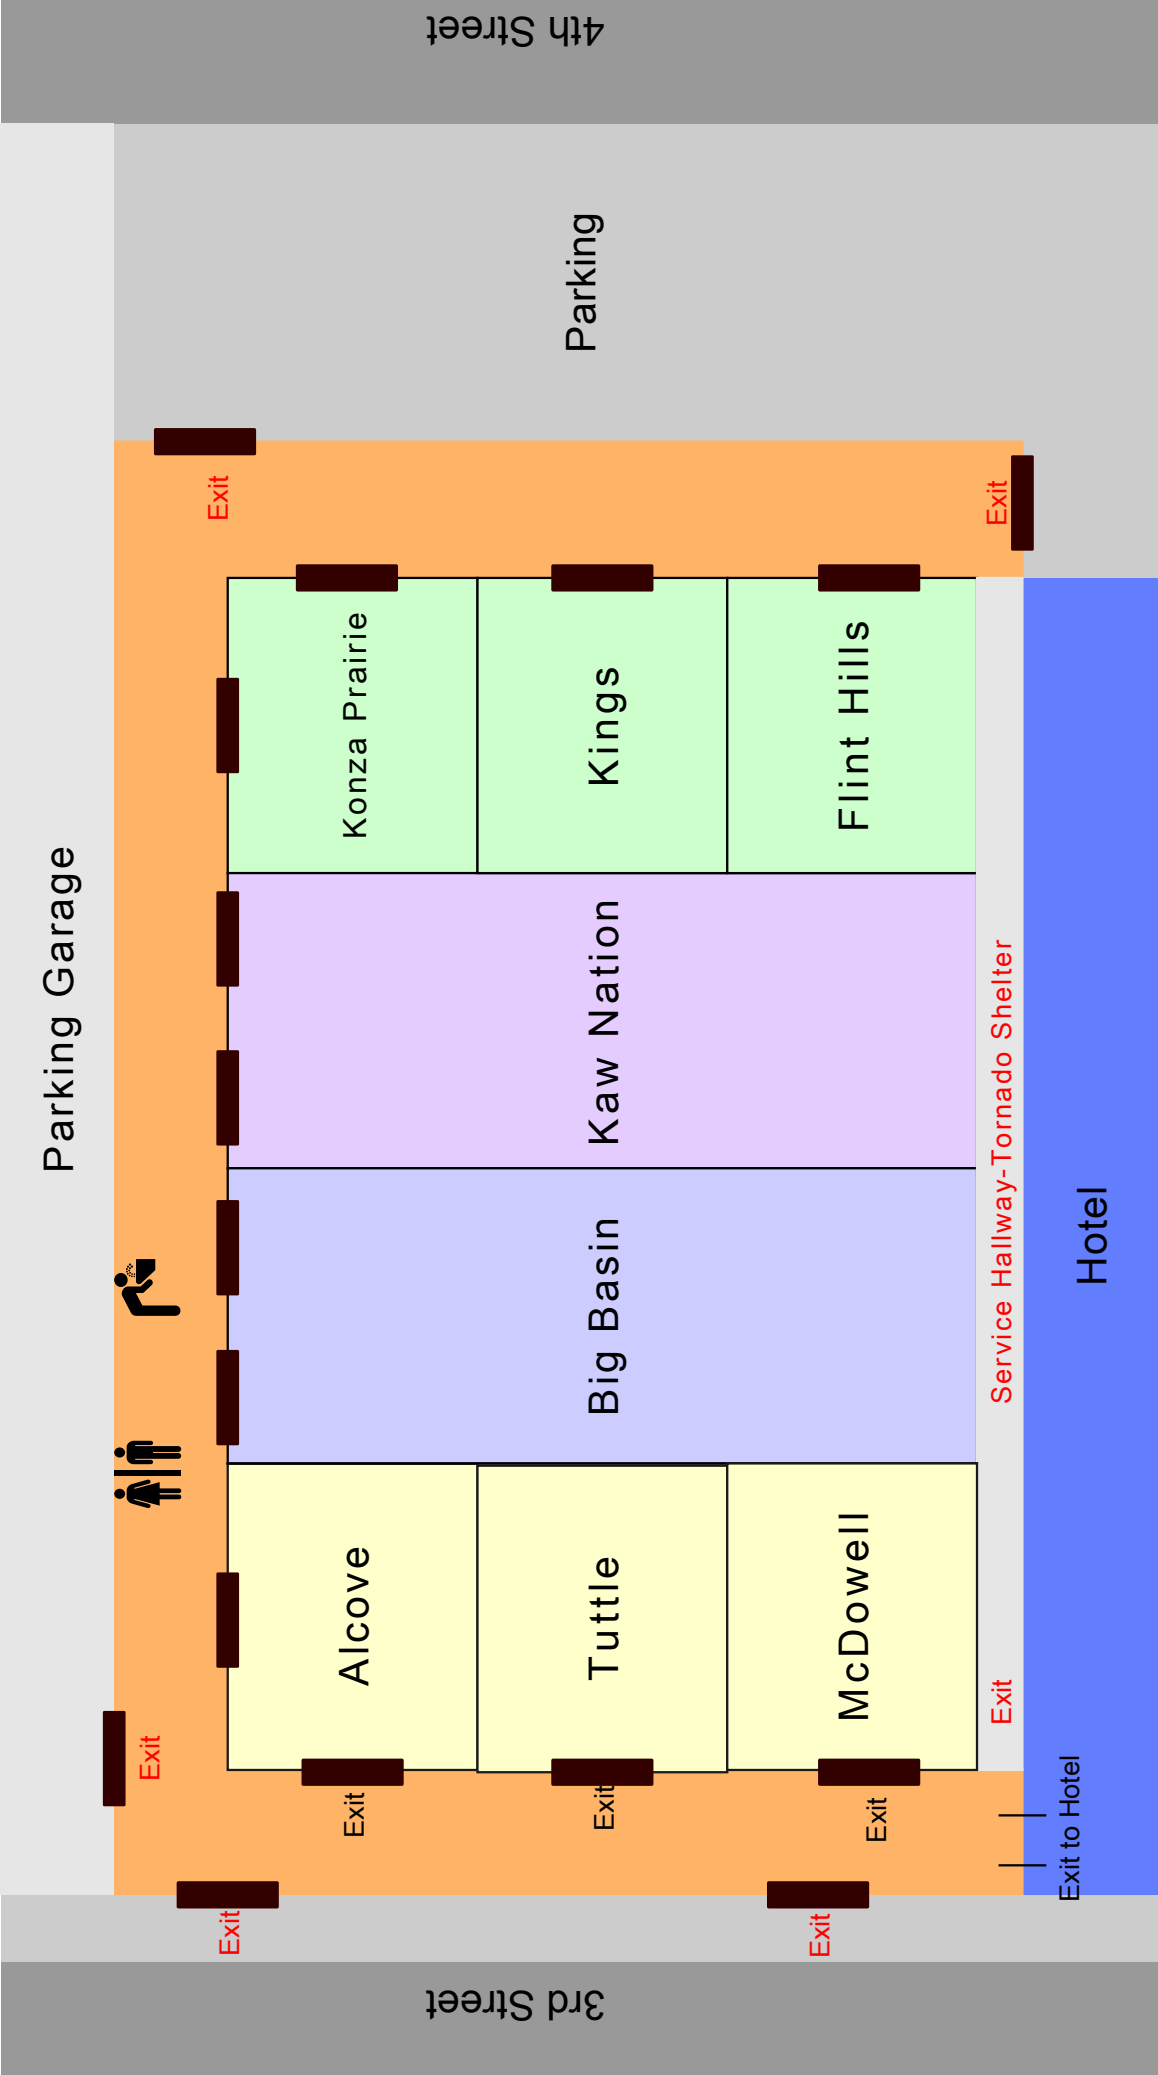 4th Street
Parking
Exit
Exit
Konza Prairie
Kings
Flint Hills
Parking Garage
Kaw Nation
Service Hallway-Tornado Shelter
Big Basin
Hotel
Alcove
Tuttle
McDowell
Exit
Exit
Exit
Exit
Exit
Exit to Hotel
Exit
Exit
3rd Street